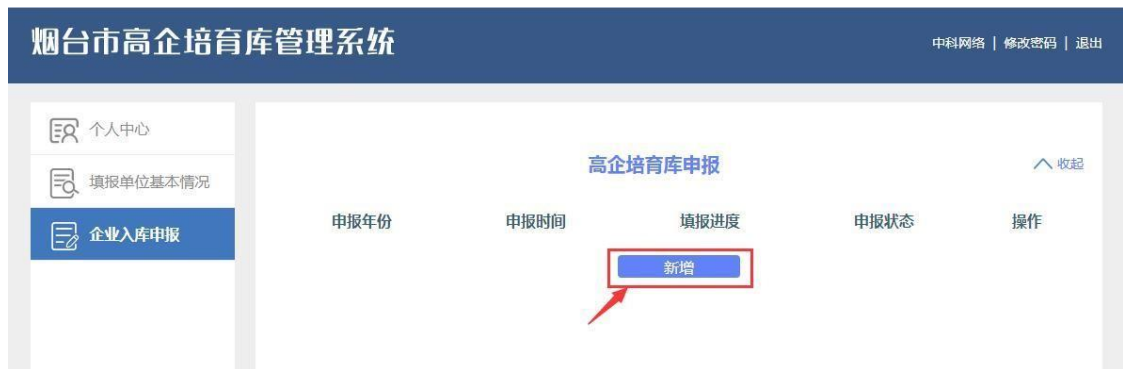 烟台市高企培育库管理系统
中科网络 | 修改密码 | 退出
个人中心
填报单位基本情况
企业入库申报
高企培育库申报
收起
申报年份 申报时间 填报进度 申报状态 操作
新增